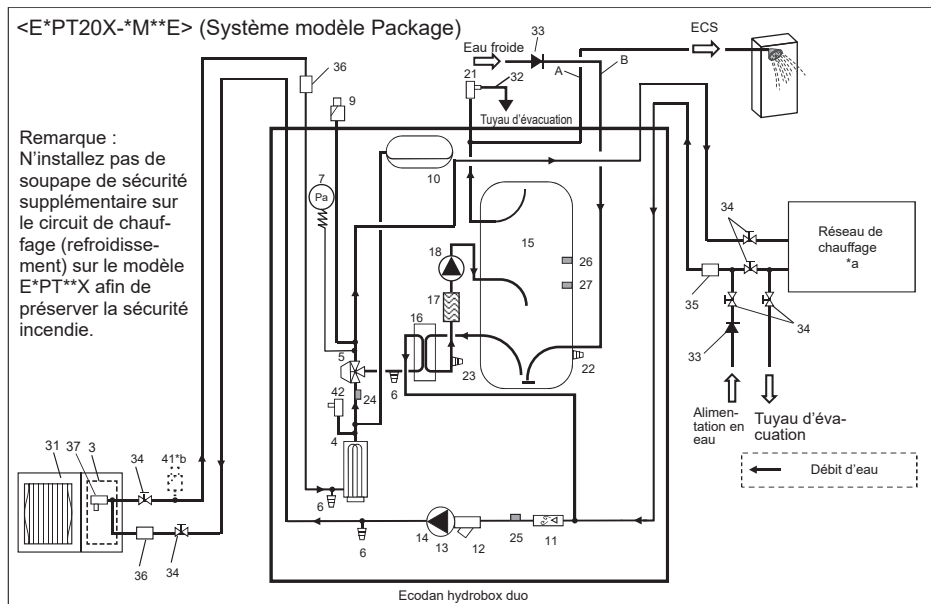 <E*PT20X-*M**E> (Système modèle Package)
33
ECS
Eau froide
B
36
A
21
32
9
Tuyau d'évacuation
Remarque :
N'installez pas de
soupape de sécurité
supplémentaire sur
le circuit de chauf-
fage (refroidisse-
ment) sur le modèle
E*PT**X afin de
préserver la sécurité
incendie.
10
7
Pa
34
15
18
Réseau de
chauffage
*a
26
35
27
17
34
16
33
5
23
22
6
24
42
Alimen-
tation en
eau
Tuyau d'éva-
cuation
4
31
37
3
34
41*b
Débit d'eau
6
36
34
6
14
13
12
25
11
Ecodan hydrobox duo